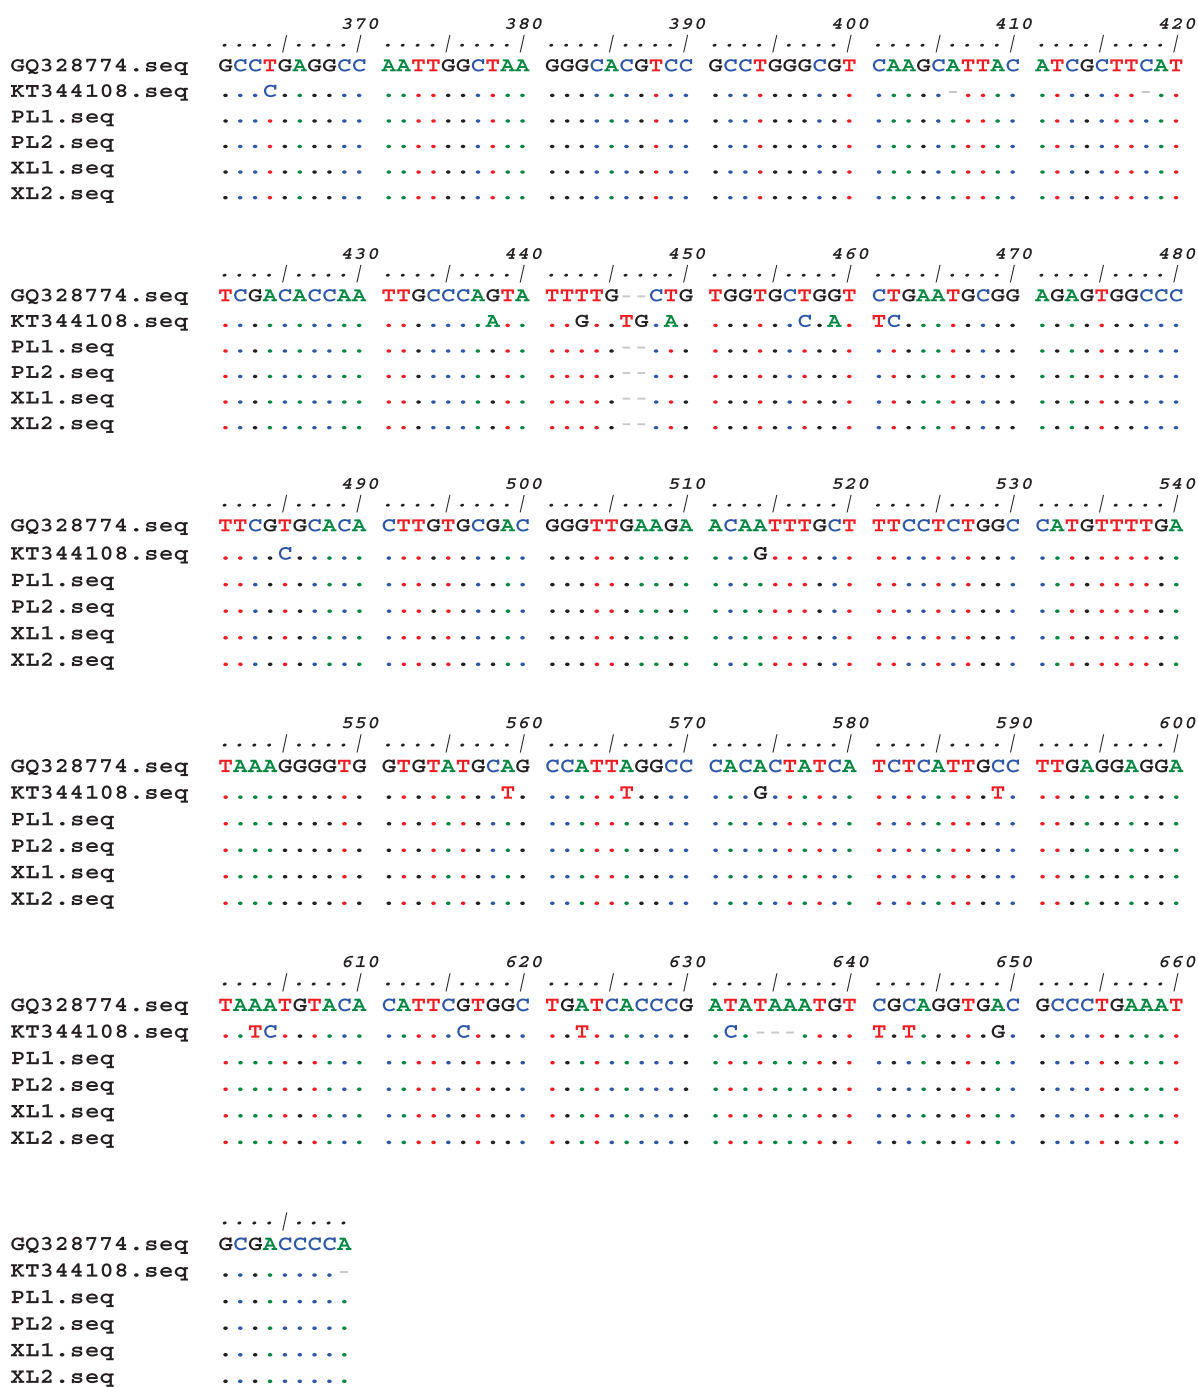 370 380 390 400 410 420
..../..../ ..../..../ ..../..../ ..../..../ ..../..../ ..../..../
GQ328774.seq GCCTGAGGCC AATTGGCTAA GGGCACGTCC GCCTGGGCGT CAAGCATTAC ATCGCTTCAT
KT344108.seq ...C...... .......... .......... .......... .....-.... .......-..
PL1.seq .......... .......... .......... .......... .......... ..........
PL2.seq .......... .......... .......... .......... .......... ..........
XL1.seq .......... .......... .......... .......... .......... ..........
XL2.seq .......... .......... .......... .......... .......... ..........
430 440 450 460 470 480
..../..../ ..../..../ ..../..../ ..../..../ ..../..../ ..../..../
GQ328774.seq TCGACACCAA TTGCCCAGTA TTTTG--CTG TGGTGCTGGT CTGAATGCGG AGAGTGGCCC
KT344108.seq .......... .......A.. ..G..TG.A. ......C.A. TC........ ..........
PL1.seq .......... .......... .....--... .......... .......... ..........
PL2.seq .......... .......... .....--... .......... .......... ..........
XL1.seq .......... .......... .....--... .......... .......... ..........
XL2.seq .......... .......... .....--... .......... .......... ..........
490 500 510 520 530 540
..../..../ ..../..../ ..../..../ ..../..../ ..../..../ ..../..../
GQ328774.seq TTCGTGCACA CTTGTGCGAC GGGTTGAAGA ACAATTTGCT TTCCTCTGGC CATGTTTTGA
KT344108.seq ....C..... .......... .......... ...G...... .......... ..........
PL1.seq .......... .......... .......... .......... .......... ..........
PL2.seq .......... .......... .......... .......... .......... ..........
XL1.seq .......... .......... .......... .......... .......... ..........
XL2.seq .......... .......... .......... .......... .......... ..........
550 560 570 580 590 600
..../..../ ..../..../ ..../..../ ..../..../ ..../..../ ..../..../
GQ328774.seq TAAAGGGGTG GTGTATGCAG CCATTAGGCC CACACTATCA TCTCATTGCC TTGAGGAGGA
KT344108.seq .......... ........T. .....T.... ...G...... ........T. ..........
PL1.seq .......... .......... .......... .......... .......... ..........
PL2.seq .......... .......... .......... .......... .......... ..........
XL1.seq .......... .......... .......... .......... .......... ..........
XL2.seq .......... .......... .......... .......... .......... ..........
610 620 630 640 650 660
..../..../ ..../..../ ..../..../ ..../..../ ..../..../ ..../..../
GQ328774.seq TAAATGTACA CATTCGTGGC TGATCACCCG ATATAAATGT CGCAGGTGAC GCCCTGAAAT
KT344108.seq ..TC...... .....C.... ..T....... .C.---.... T.T.....G. ..........
PL1.seq .......... .......... .......... .......... .......... ..........
PL2.seq .......... .......... .......... .......... .......... ..........
XL1.seq .......... .......... .......... .......... .......... ..........
XL2.seq .......... .......... .......... .......... .......... ..........
..../....
GQ328774.seq GCGACCCCA
KT344108.seq ........-
PL1.seq .........
PL2.seq .........
XL1.seq .........
XL2.seq .........